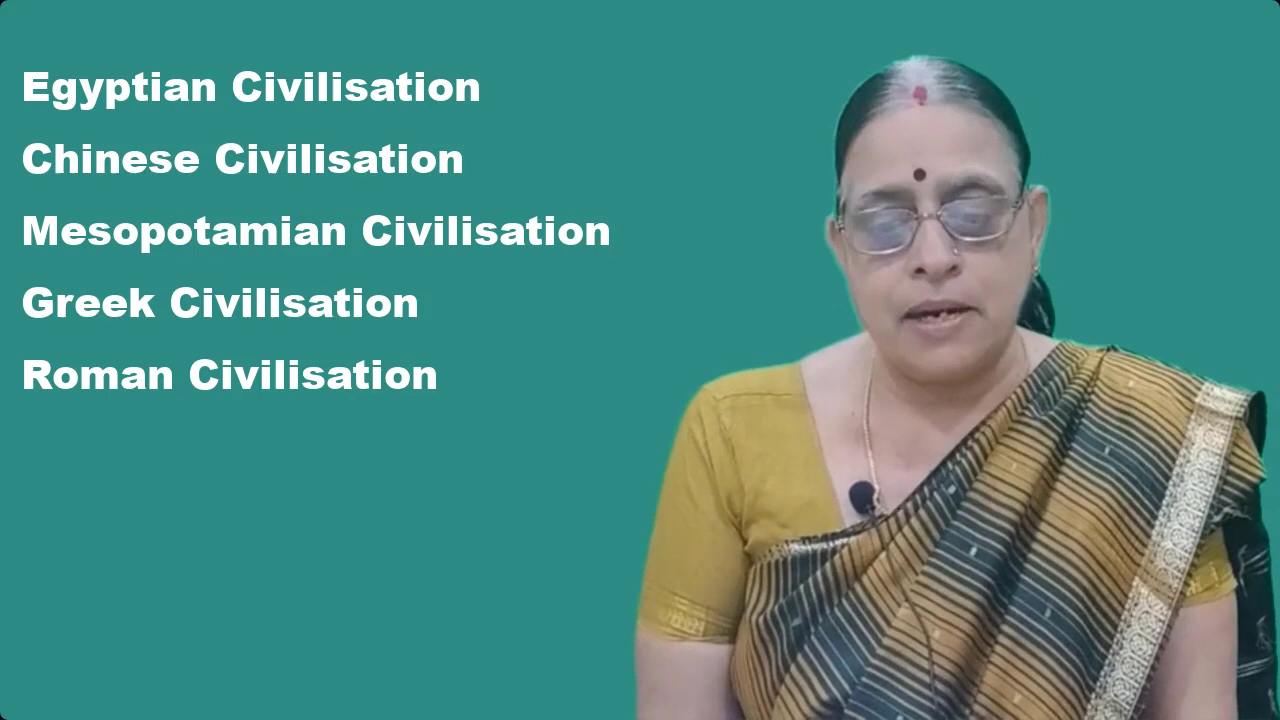 Egyptian Civilisation
Chinese Civilisation
Mesopotamian Civilisation
Greek Civilisation
Roman Civilisation